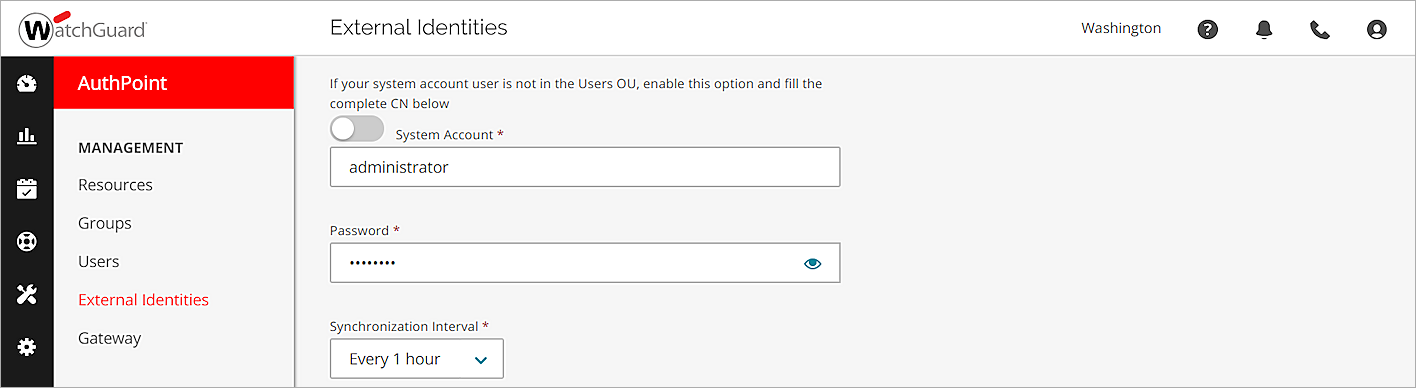 WatchGuard
External Identities
Washington
AuthPoint
MANAGEMENT
Resources
Groups
Users
External Identities
Gateway
If your system account user is not in the Users OU, enable this option and fill the
complete CN below
System Account *
administrator
Password *
••••••••
Synchronization Interval *
Every 1 hour